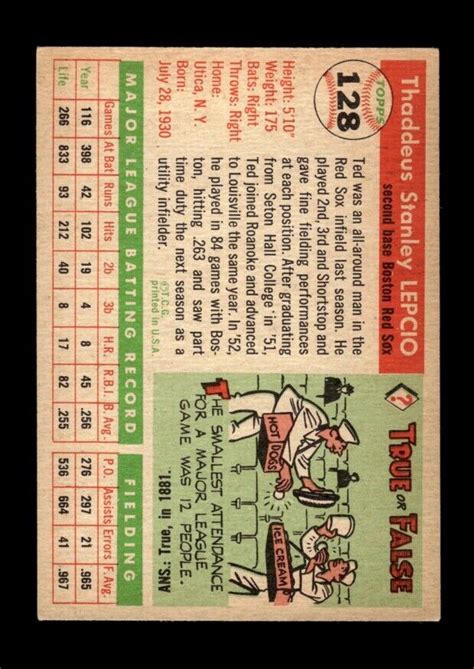 TOPPS
128
Thaddeus Stanley LEPCIO
second base Boston Red Sox
Height: 5'10"
Weight: 175
Bats: Right
Throws: Right
Home:
Utica, N. Y.
Born:
July 28, 1930
Ted was an all-around man in the
Red Sox infield last season. He
played 2nd, 3rd and Shortstop and
gave fine fielding performances
at each position. After graduating
from Seton Hall College in '51,
Ted joined Roanoke and advanced
to Louisville the same year. In '52,
he played in 84 games with Bos-
ton, hitting .263 and saw part
time duty the next season as a
utility infielder.
©T.C.G.
printed in U.S.A.
?
TRUE OR FALSE
HOT DOGS
ICE CREAM
THE SMALLEST ATTENDANCE
FOR A MAJOR LEAGUE
GAME WAS 12 PEOPLE.
ANS: True, in 1881.
MAJOR LEAGUE BATTING RECORD
FIELDING
Games At Bat Runs Hits 2b 3b H.R. R.B.I. B. Avg. P.O. Assists Errors F. Avg.
Year 116 398 42 102 19 4 8 45 .256 276 297 21 .965
Life 266 833 93 212 40 8 17 82 .255 536 664 41 .967